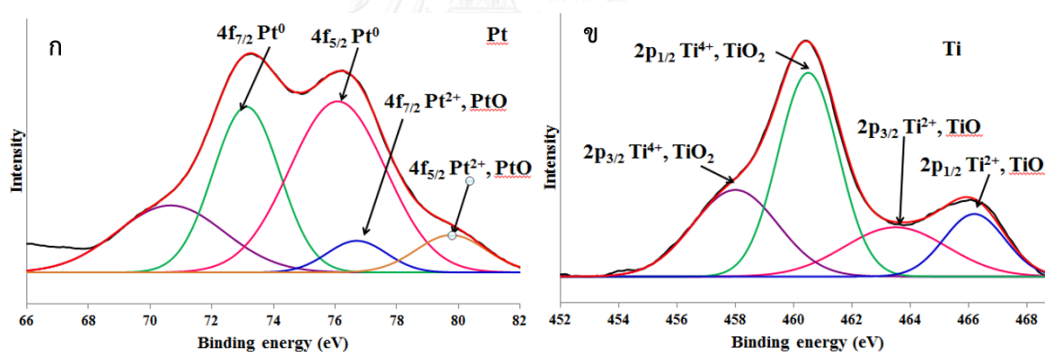 ก
4f7/2 Pt⁰
4f5/2 Pt⁰
Pt
4f7/2 Pt²⁺, PtO
4f5/2 Pt²⁺, PtO
Intensity
66 68 70 72 74 76 78 80 82
Binding energy (eV)
ข
2p1/2 Ti⁴⁺, TiO₂
Ti
2p3/2 Ti⁴⁺, TiO₂
2p3/2 Ti²⁺, TiO
2p1/2 Ti²⁺, TiO
Intensity
452 454 456 458 460 462 464 466 468
Binding energy (eV)